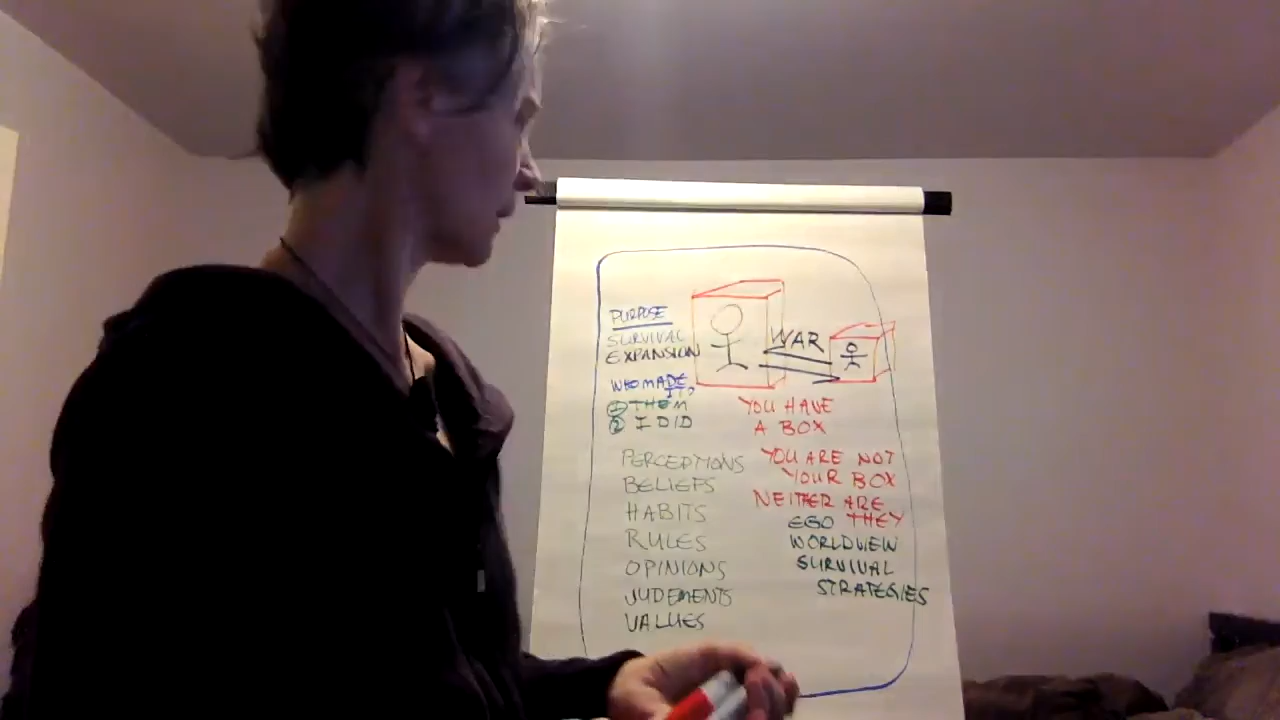 PURPOSE
SURVIVAL
EXPANSION
WHO MADE
IT?
① THEM
② I DID
PERCEPTIONS
BELIEFS
HABITS
RULES
OPINIONS
JUDEMENTS
VALUES
WAR
YOU HAVE
A BOX
YOU ARE NOT
YOUR BOX
NEITHER ARE
THEY
EGO
WORLDVIEW
SURVIVAL
STRATEGIES